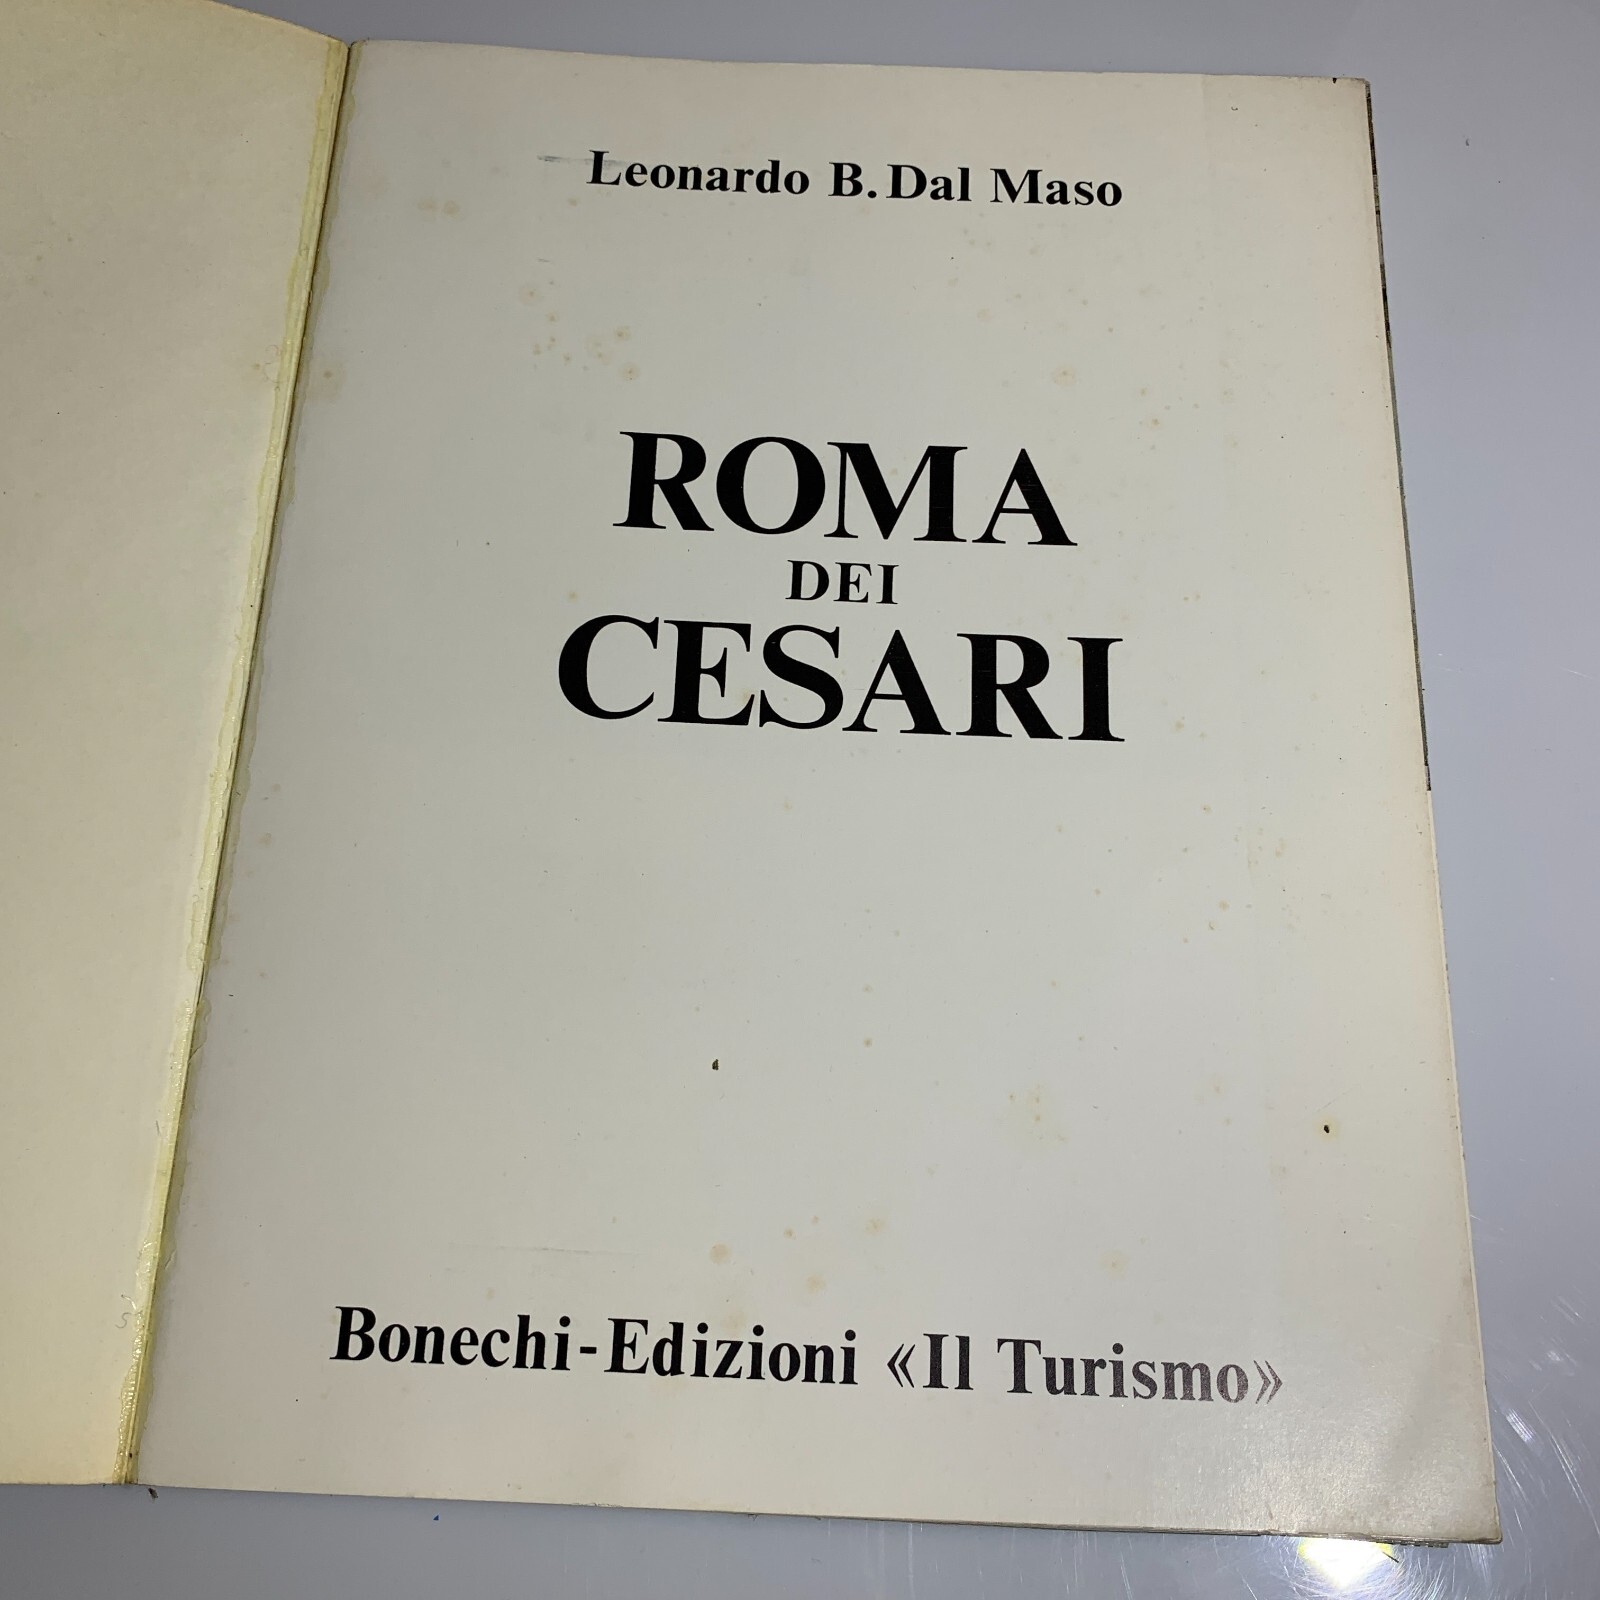 Leonardo B. Dal Maso
ROMA
DEI
CESARI
Bonechi-Edizioni «Il Turismo»